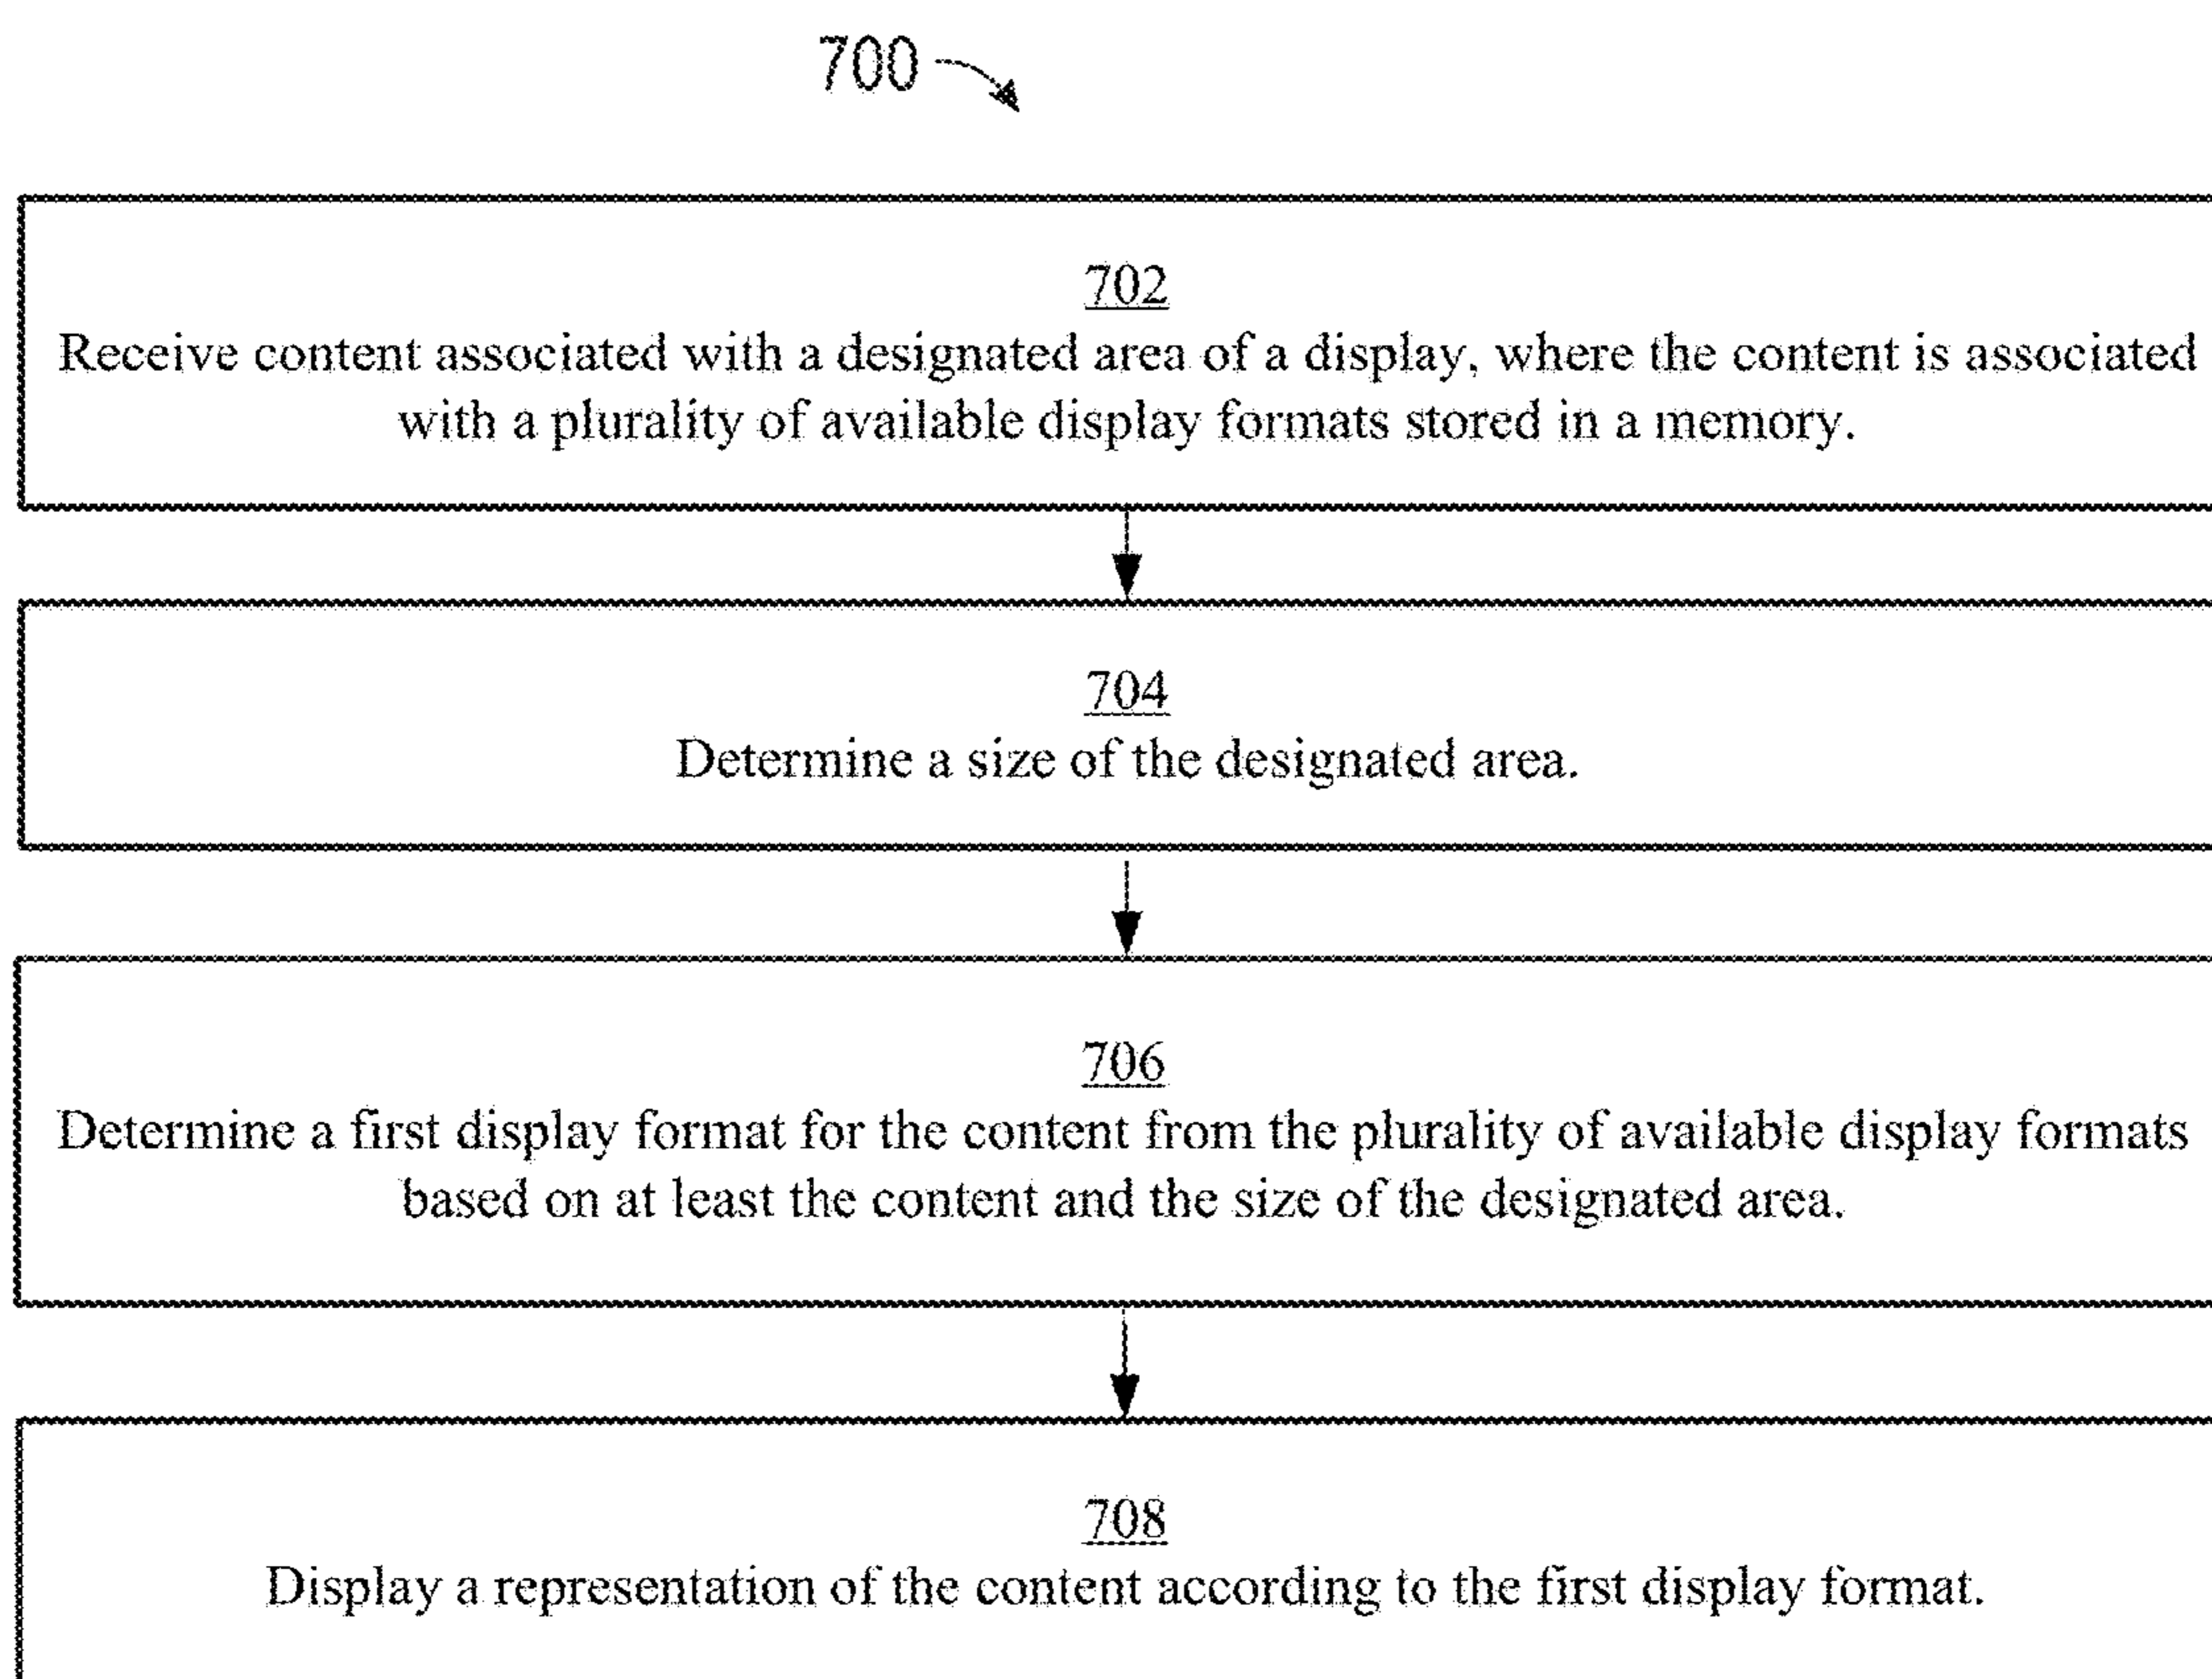 700
702
Receive content associated with a designated area of a display, where the content is associated
with a plurality of available display formats stored in a memory.
704
Determine a size of the designated area.
706
Determine a first display format for the content from the plurality of available display formats
based on at least the content and the size of the designated area.
708
Display a representation of the content according to the first display format.